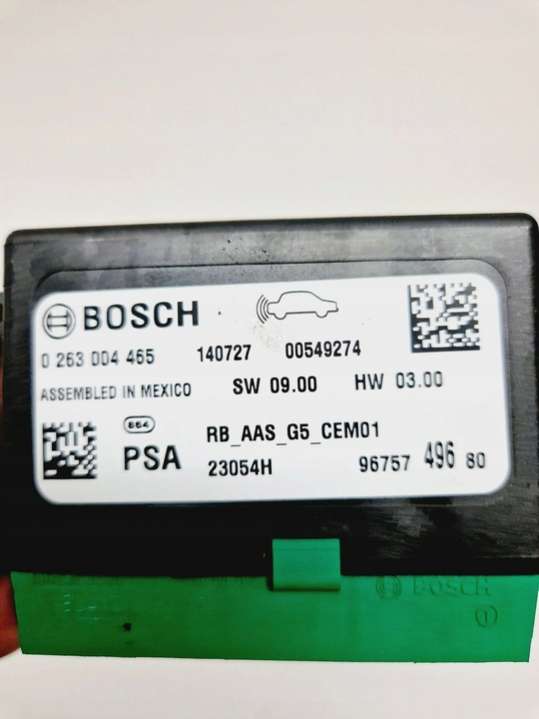 BOSCH
0 263 004 465 140727 00549274
ASSEMBLED IN MEXICO SW 09.00 HW 03.00
RB_AAS_G5_CEM01
PSA 23054H 96757 496 80
BOSCH